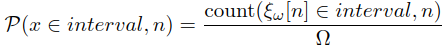 𝒫(x ∈ interval, n) = count(ξ_ω[n] ∈ interval, n) / Ω